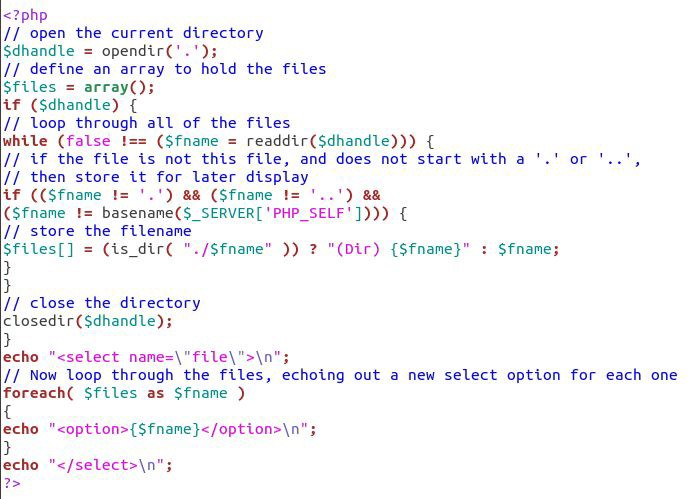 <?php
// open the current directory
$dhandle = opendir('.');
// define an array to hold the files
$files = array();
if ($dhandle) {
// loop through all of the files
while (false !== ($fname = readdir($dhandle))) {
// if the file is not this file, and does not start with a '.' or '..',
// then store it for later display
if (($fname != '.') && ($fname != '..') &&
($fname != basename($_SERVER['PHP_SELF']))) {
// store the filename
$files[] = (is_dir( "./$fname" )) ? "(Dir) {$fname}" : $fname;
}
}
// close the directory
closedir($dhandle);
}
echo "<select name=\"file\">\n";
// Now loop through the files, echoing out a new select option for each one
foreach( $files as $fname )
{
echo "<option>{$fname}</option>\n";
}
echo "</select>\n";
?>